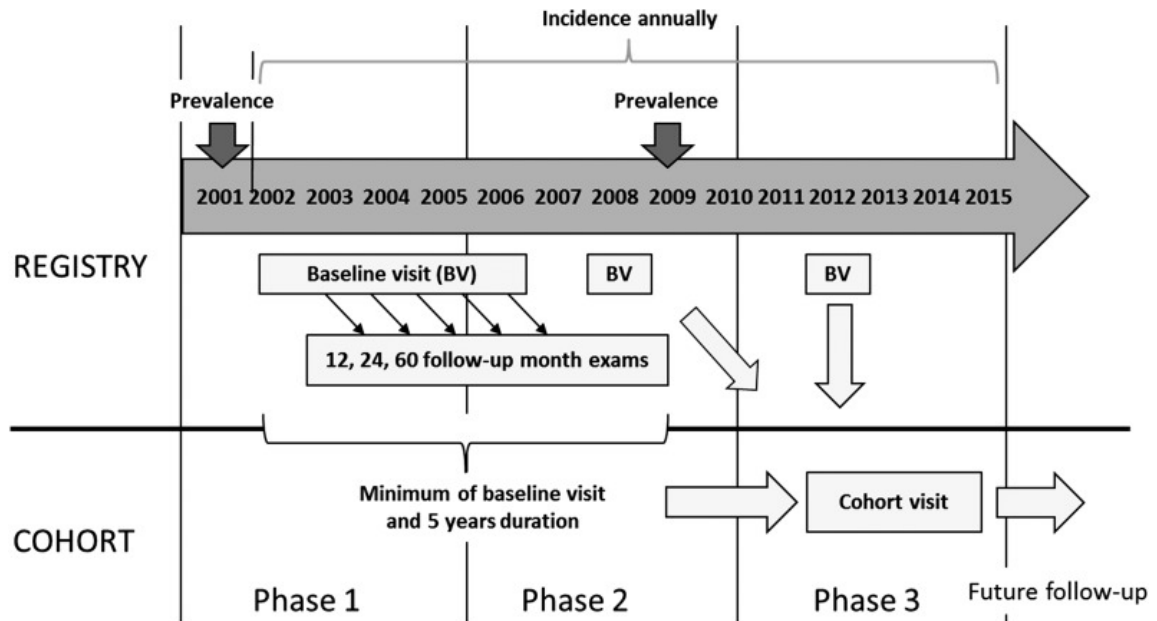 Incidence annually
Prevalence
Prevalence
2001 2002 2003 2004 2005 2006 2007 2008 2009 2010 2011 2012 2013 2014 2015
REGISTRY
Baseline visit (BV)
BV
BV
12, 24, 60 follow-up month exams
Minimum of baseline visit
and 5 years duration
Cohort visit
COHORT
Phase 1
Phase 2
Phase 3
Future follow-up